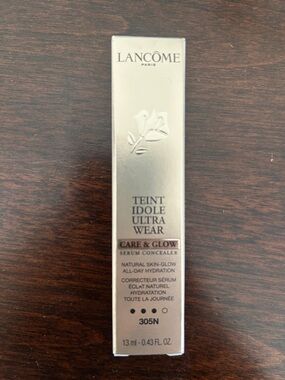 LANCÔME
PARIS
TEINT
IDOLE
ULTRA
WEAR
CARE & GLOW
SERUM CONCEALER
NATURAL SKIN-GLOW
ALL-DAY HYDRATION
CORRECTEUR SÉRUM
ÉCLAT NATUREL
HYDRATATION
TOUTE LA JOURNÉE
305N
13 ml - 0.43 FL. OZ.